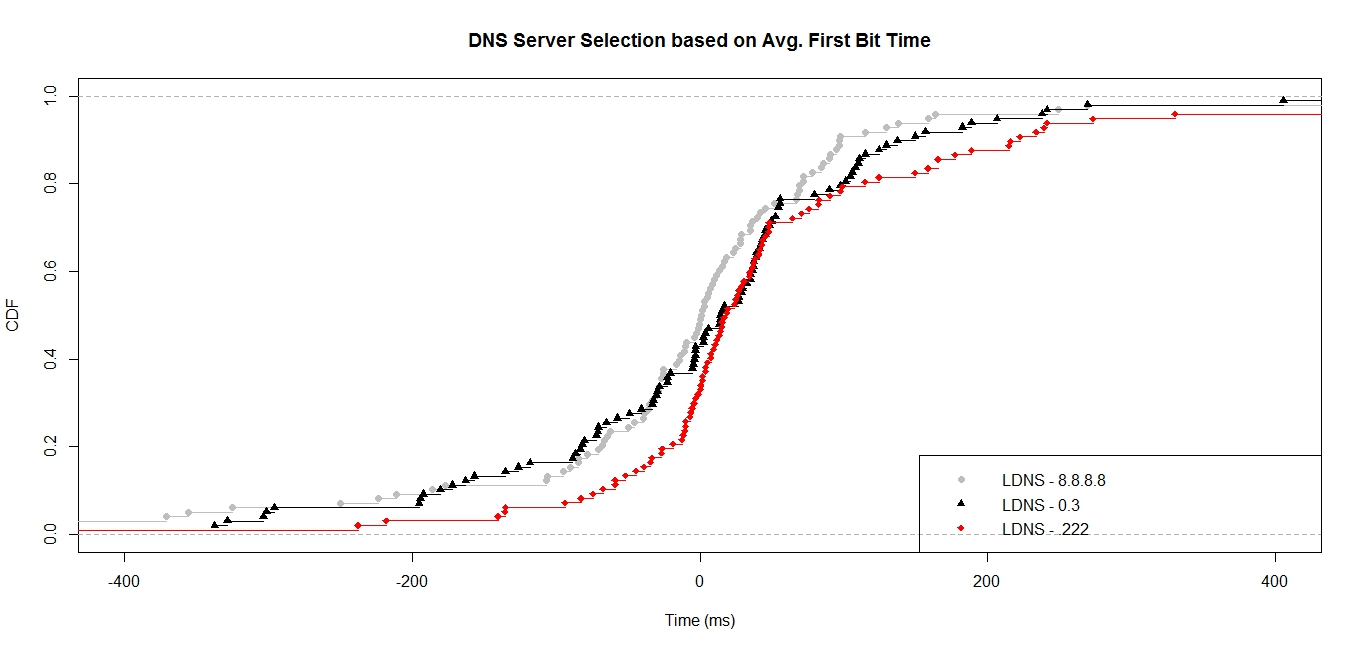 DNS Server Selection based on Avg. First Bit Time
CDF
1.0
0.8
0.6
0.4
0.2
0.0
LDNS - 8.8.8.8
LDNS - 0.3
LDNS - .222
-400 -200 0 200 400
Time (ms)